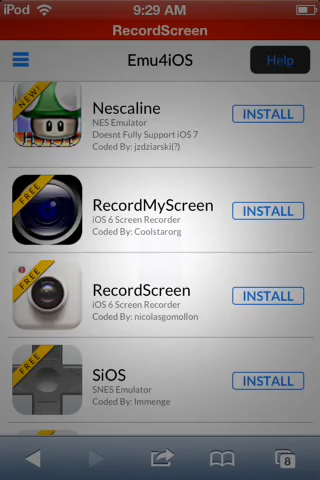 iPod 9:29 AM
RecordScreen
Emu4iOS Help
NEW!
Nescaline
NES Emulator
Doesnt Fully Support iOS 7
Coded By: jzdziarski(?)
INSTALL
FREE
RecordMyScreen
iOS 6 Screen Recorder
Coded By: Coolstarorg
INSTALL
FREE
RecordScreen
iOS 6 Screen Recorder
Coded By: nicolasgomollon
INSTALL
FREE
SiOS
SNES Emulator
Coded By: lmmenge
INSTALL
8